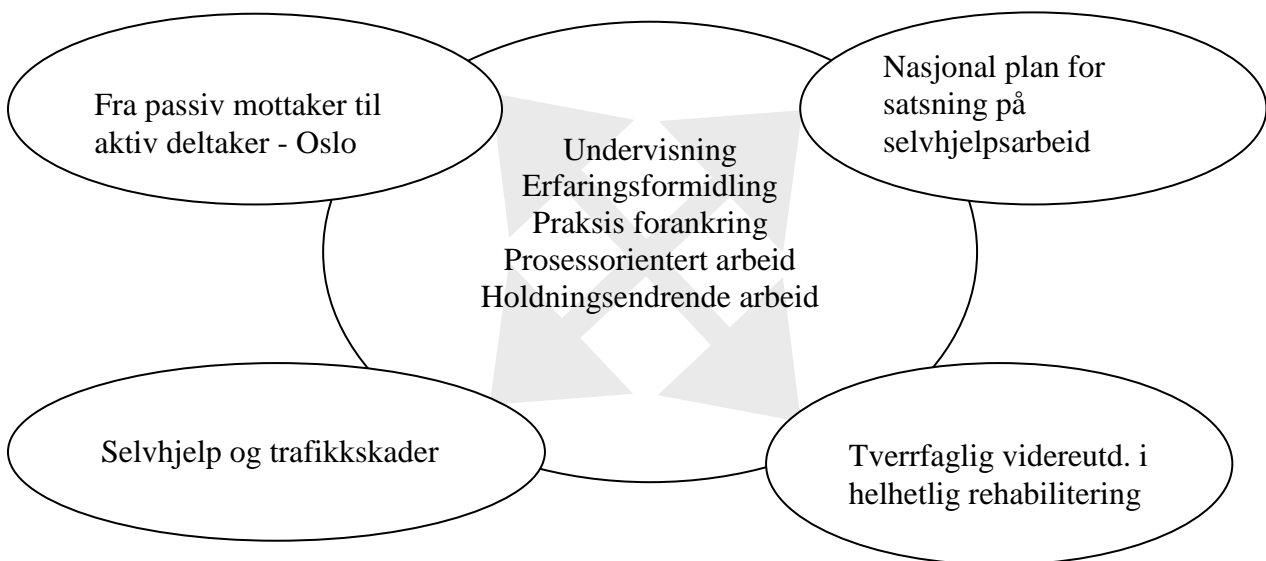 Fra passiv mottaker til
aktiv deltaker - Oslo
Nasjonal plan for
satsning på
selvhjelpsarbeid
Undervisning
Erfaringsformidling
Praksis forankring
Prosessorientert arbeid
Holdningsendrende arbeid
Selvhjelp og trafikkskader
Tverrfaglig videreutd. i
helhetlig rehabilitering